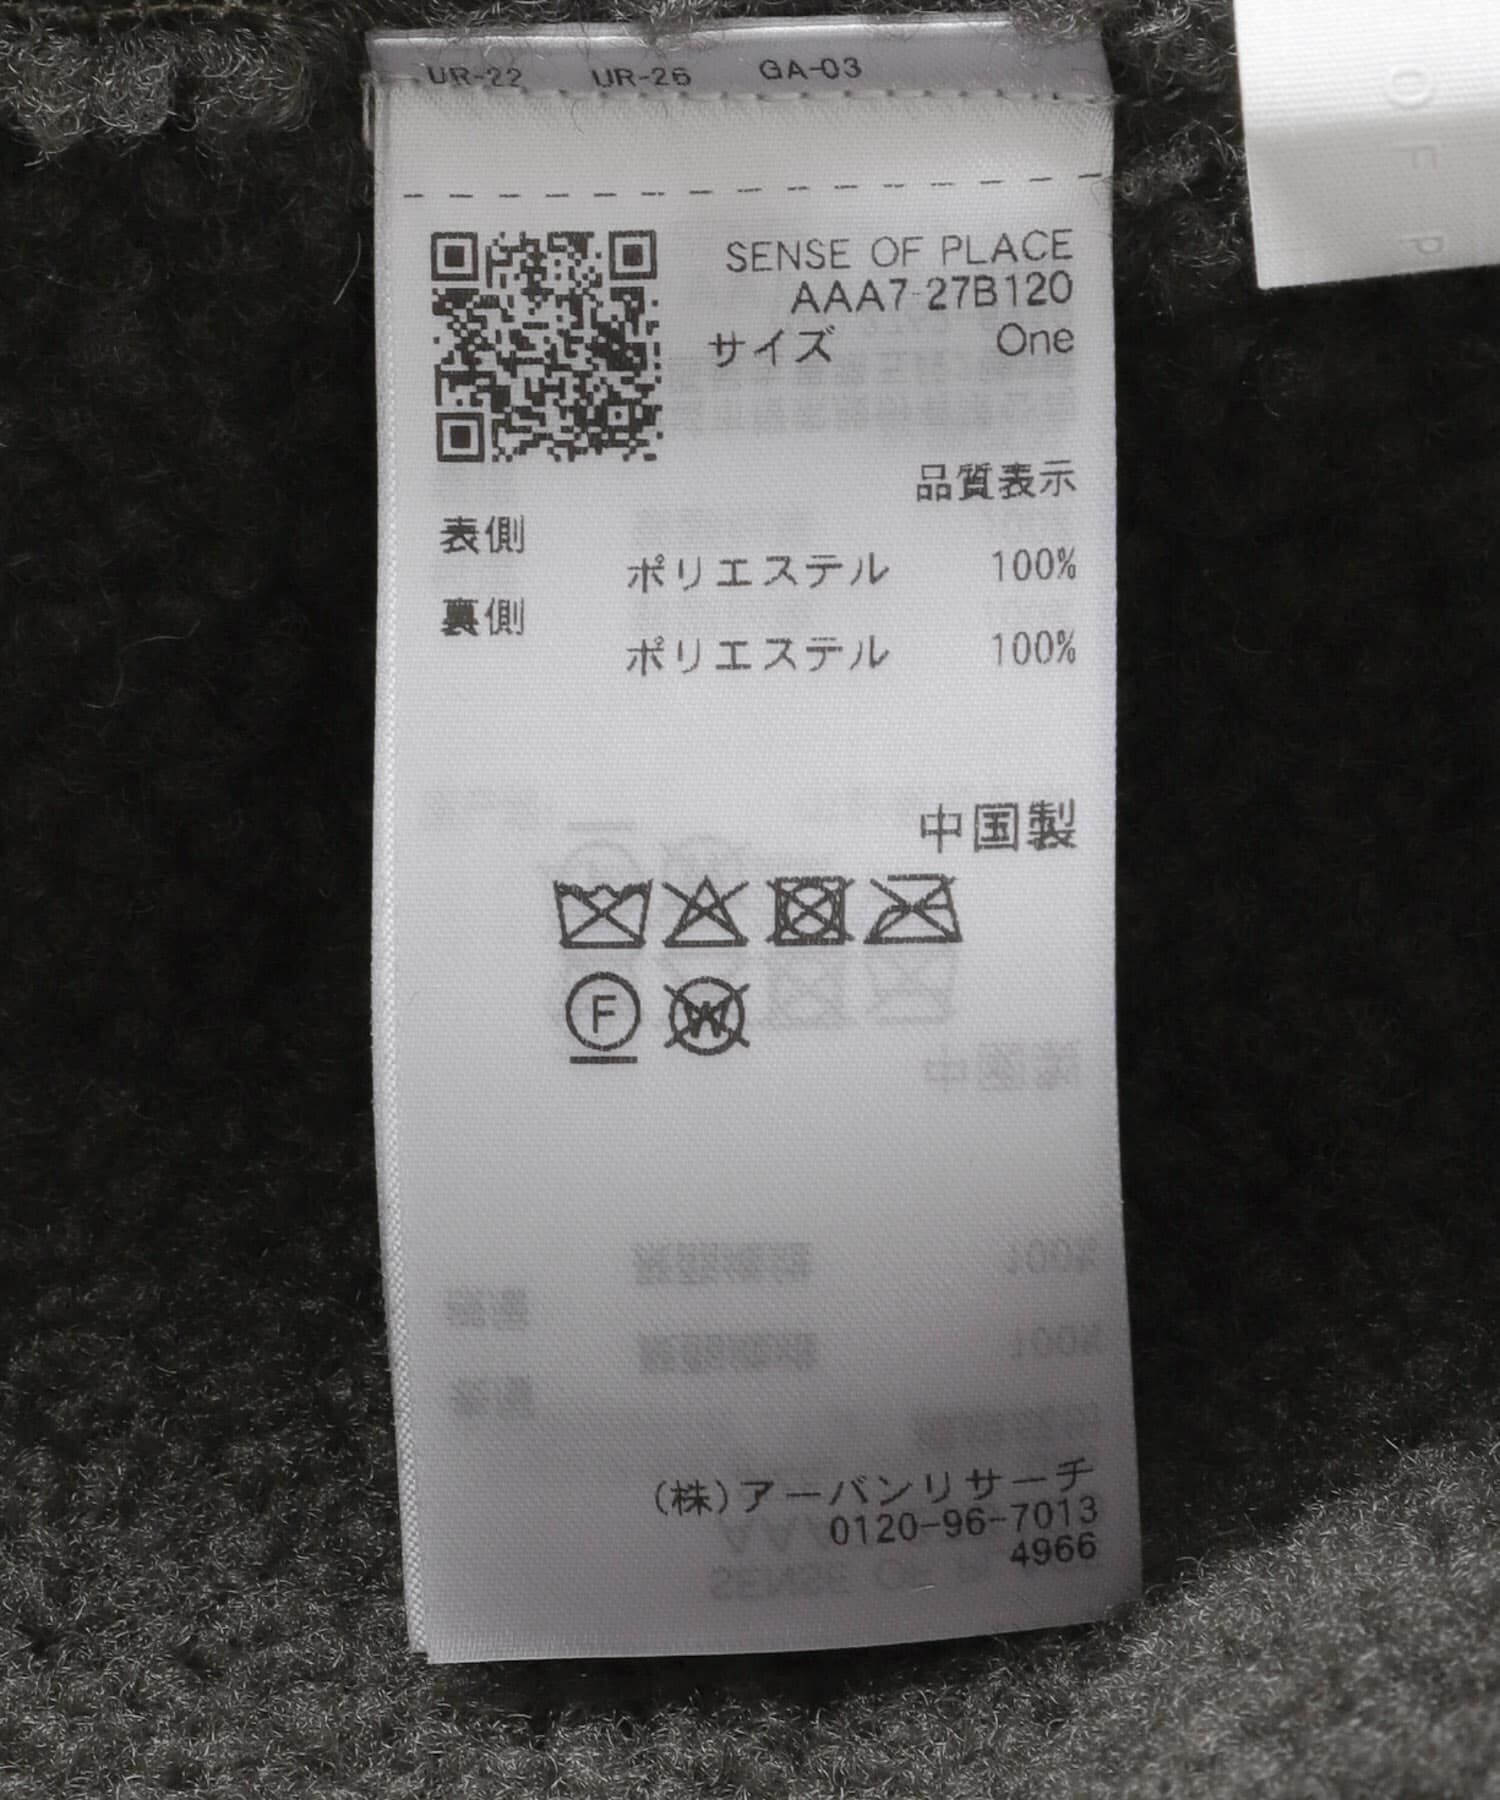 UR-22 UR-26 GA-03
SENSE OF PLACE
AAA7-27B120
サイズ One
品質表示
表側
ポリエステル 100%
裏側
ポリエステル 100%
中国製
F W
(株)アーバンリサーチ
0120-96-7013
4966
O F P